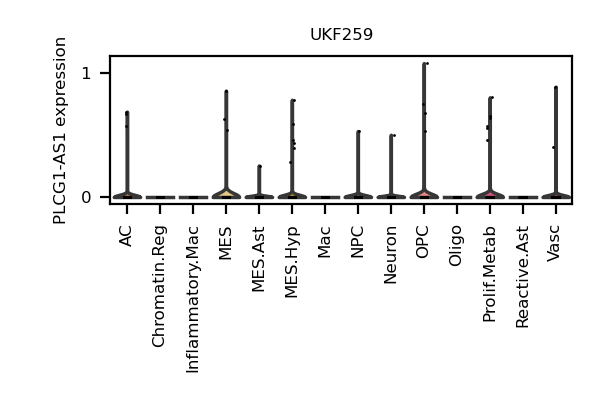 UKF259
PLCG1-AS1 expression
1
0
AC
Chromatin.Reg
Inflammatory.Mac
MES
MES.Ast
MES.Hyp
Mac
NPC
Neuron
OPC
Oligo
Prolif.Metab
Reactive.Ast
Vasc